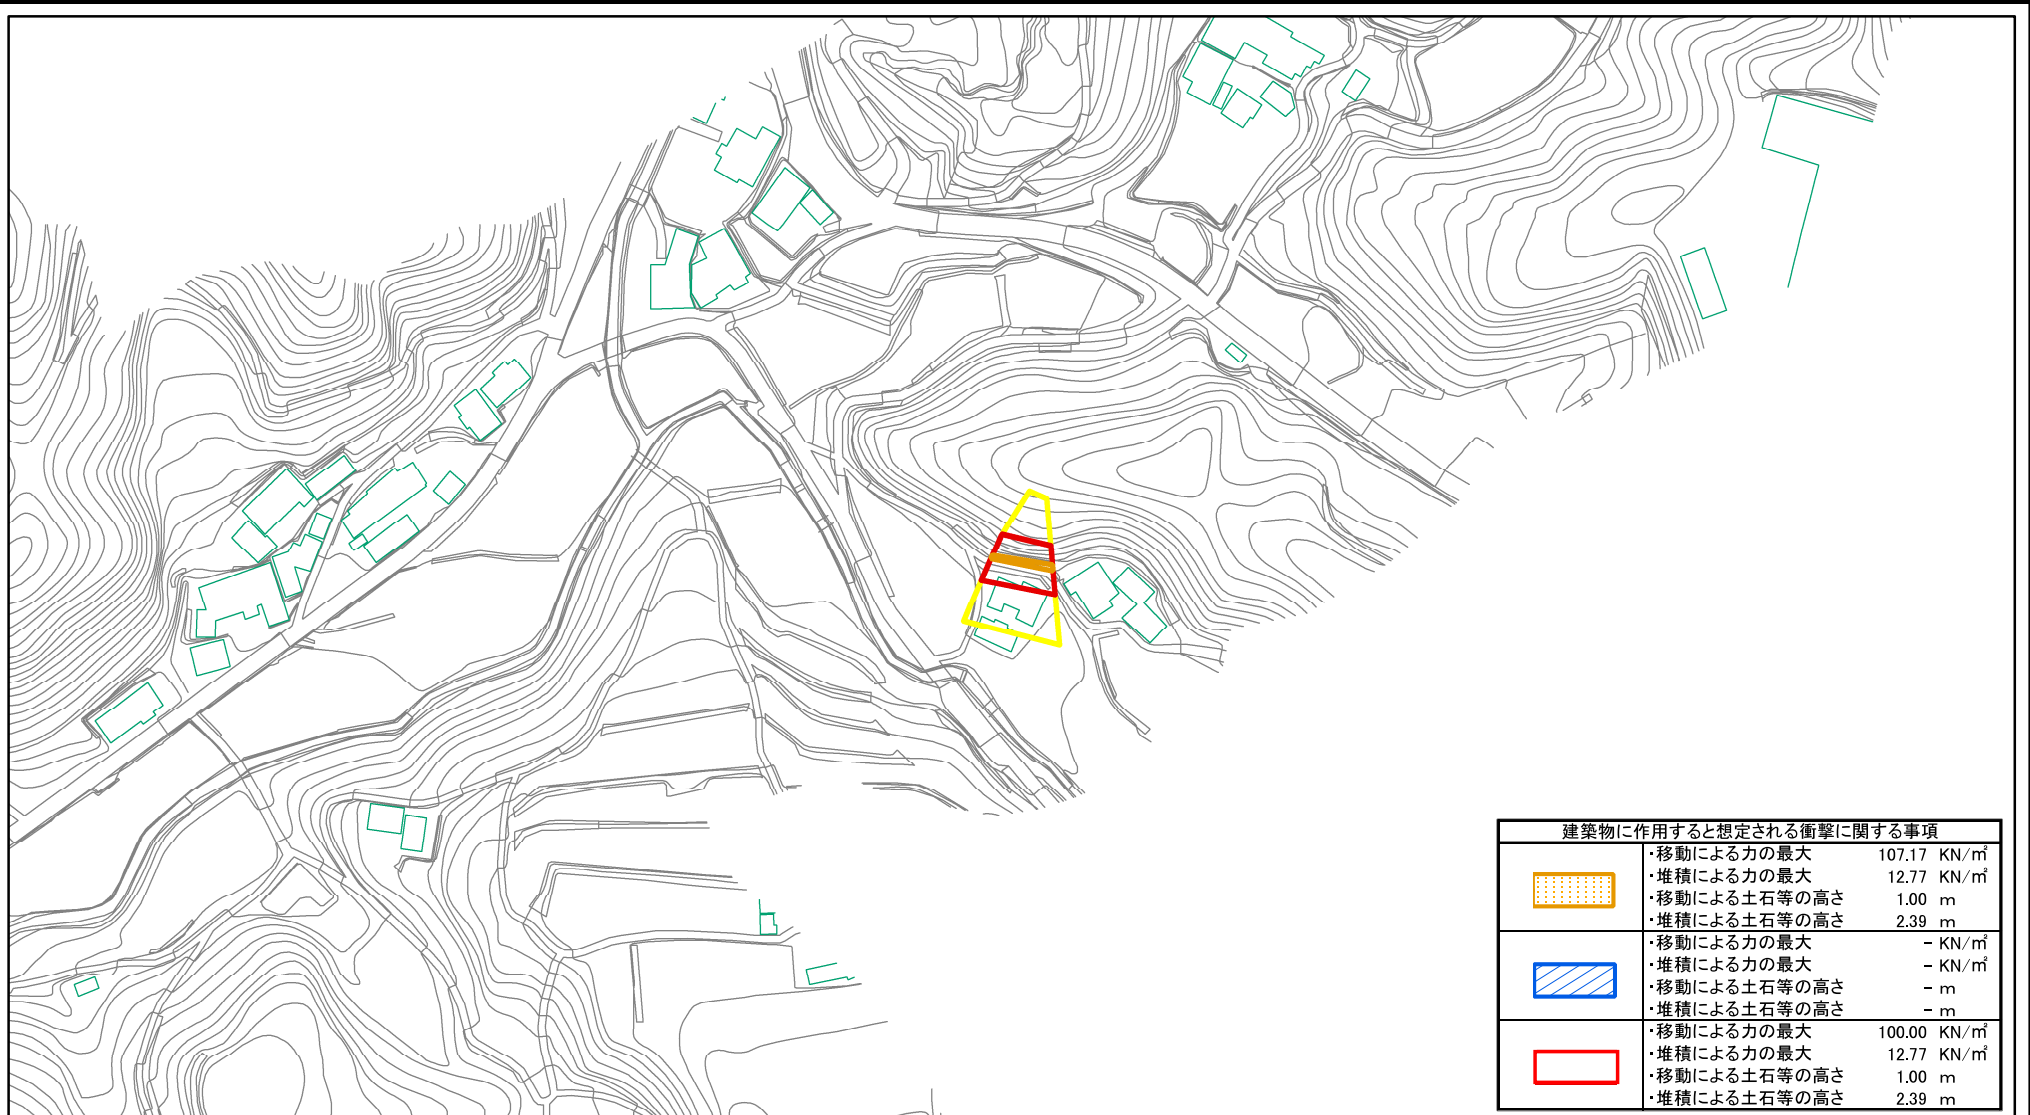 建築物に作用すると想定される衝撃に関する事項
・移動による力の最大 107.17 KN/㎡
・堆積による力の最大 12.77 KN/㎡
・移動による土石等の高さ 1.00 m
・堆積による土石等の高さ 2.39 m
・移動による力の最大 - KN/㎡
・堆積による力の最大 - KN/㎡
・移動による土石等の高さ - m
・堆積による土石等の高さ - m
・移動による力の最大 100.00 KN/㎡
・堆積による力の最大 12.77 KN/㎡
・移動による土石等の高さ 1.00 m
・堆積による土石等の高さ 2.39 m